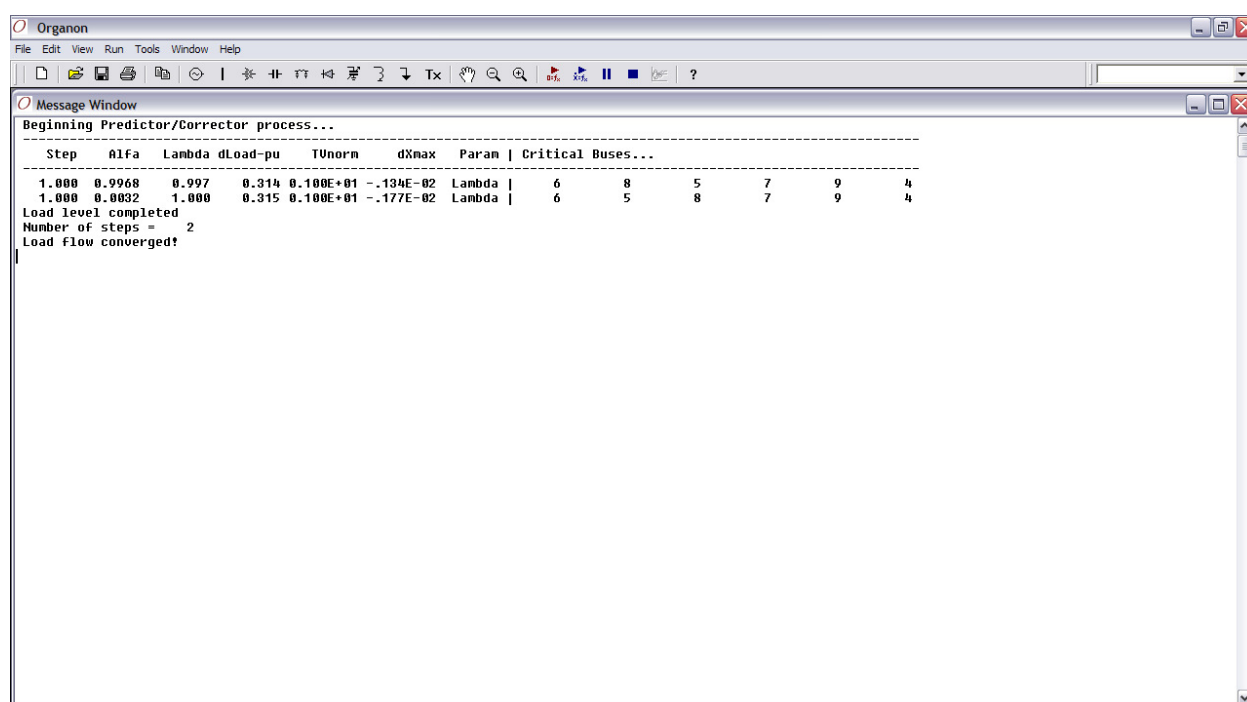 Organon
File Edit View Run Tools Window Help
Tx ?
Message Window
Beginning Predictor/Corrector process...
--------------------------------------------------------------------------------
Step Alfa Lambda dLoad-pu TVnorm dXmax Param | Critical Buses...
--------------------------------------------------------------------------------
1.000 0.9968 0.997 0.314 0.100E+01 -.134E-02 Lambda | 6 8 5 7 9 4
1.000 0.0032 1.000 0.315 0.100E+01 -.177E-02 Lambda | 6 5 8 7 9 4
Load level completed
Number of steps = 2
Load flow converged!